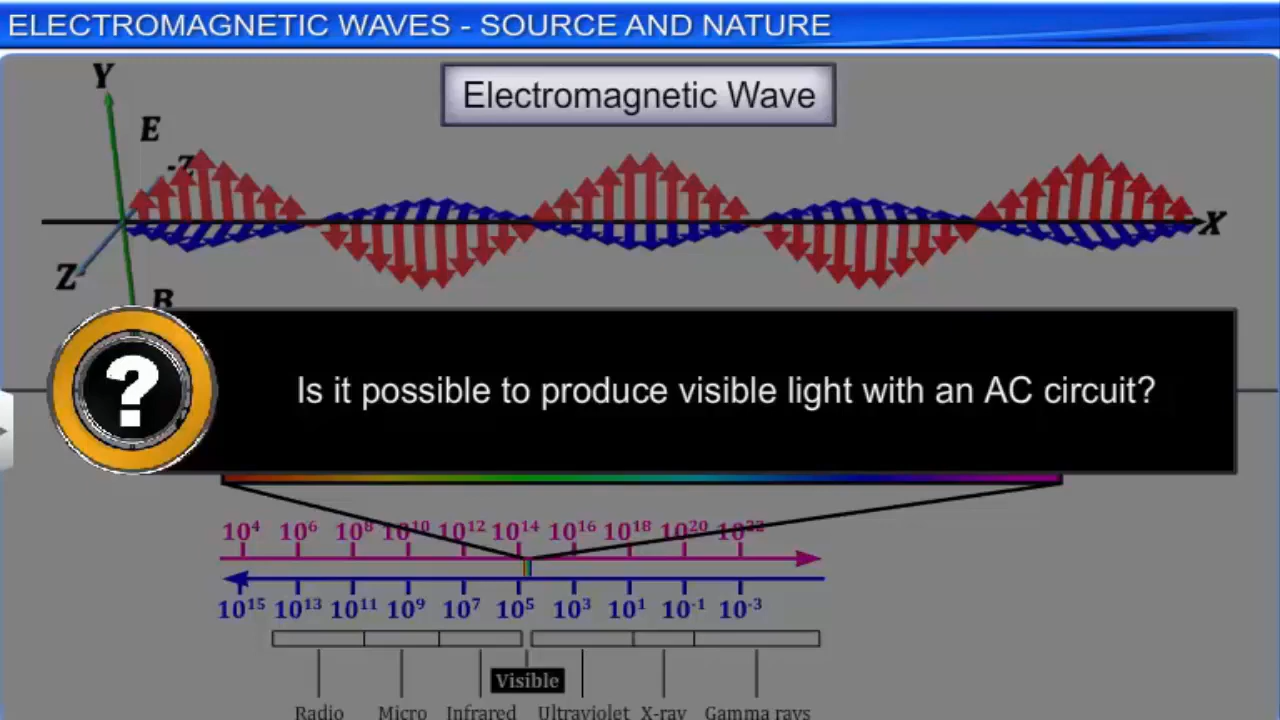 ELECTROMAGNETIC WAVES - SOURCE AND NATURE
Electromagnetic Wave
Y
E
-Z
X
Z
B
?
Is it possible to produce visible light with an AC circuit?
10⁴ 10⁶ 10⁸ 10¹⁰ 10¹² 10¹⁴ 10¹⁶ 10¹⁸ 10²⁰ 10²²
10¹⁵ 10¹³ 10¹¹ 10⁹ 10⁷ 10⁵ 10³ 10¹ 10⁻¹ 10⁻³
Visible
Radio Micro Infrared Ultraviolet X-ray Gamma rays